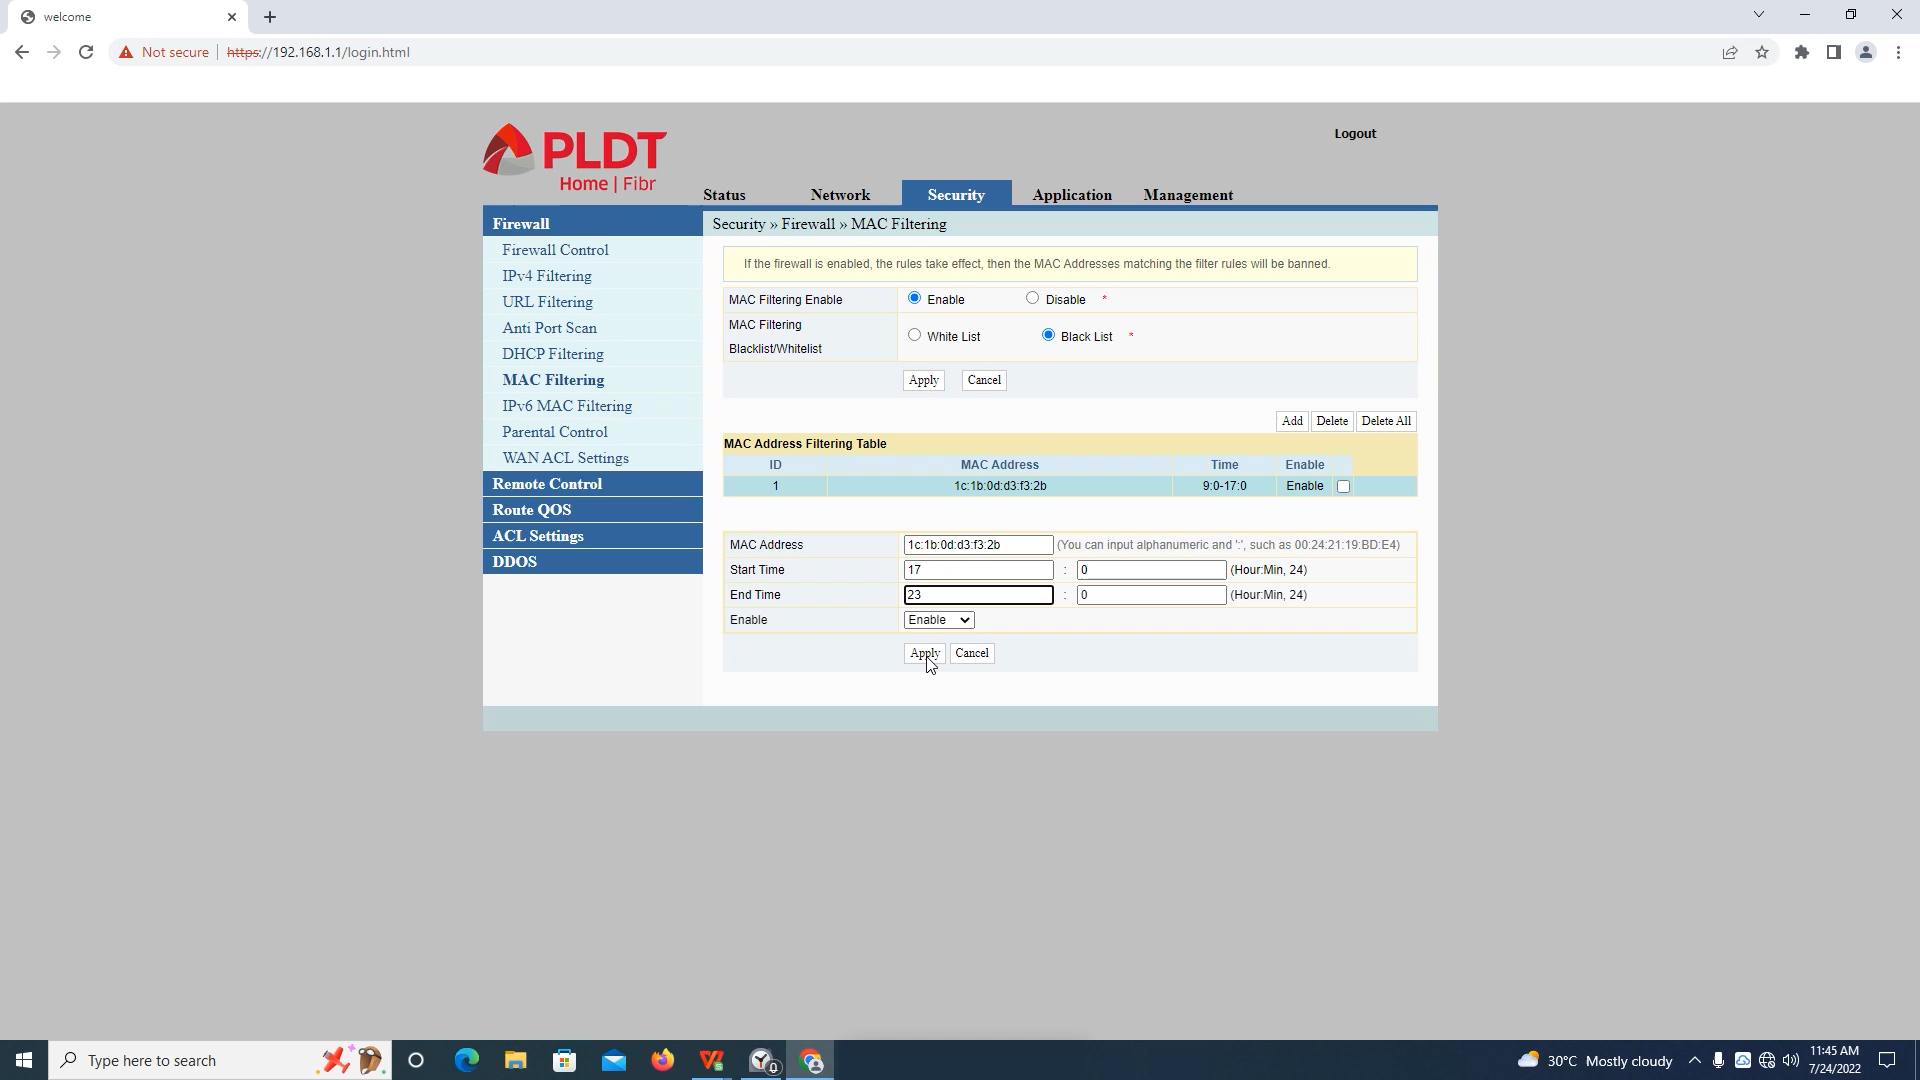 welcome
Not secure
https://192.168.1.1/login.html
PLDT
Home | Fibr
Logout
Status Network Security Application Management
Firewall
Firewall Control
IPv4 Filtering
URL Filtering
Anti Port Scan
DHCP Filtering
MAC Filtering
IPv6 MAC Filtering
Parental Control
WAN ACL Settings
Remote Control
Route QOS
ACL Settings
DDOS
Security » Firewall » MAC Filtering
If the firewall is enabled, the rules take effect, then the MAC Addresses matching the filter rules will be banned.
MAC Filtering Enable Enable Disable *
MAC Filtering
Blacklist/Whitelist
White List Black List *
Apply Cancel
Add Delete Delete All
MAC Address Filtering Table
ID MAC Address Time Enable
1 1c:1b:0d:d3:f3:2b 9:0-17:0 Enable
MAC Address 1c:1b:0d:d3:f3:2b (You can input alphanumeric and ':', such as 00:24:21:19:BD:E4)
Start Time 17 : 0 (Hour:Min, 24)
End Time 23 : 0 (Hour:Min, 24)
Enable Enable
Apply Cancel
Type here to search
30°C Mostly cloudy
11:45 AM
7/24/2022